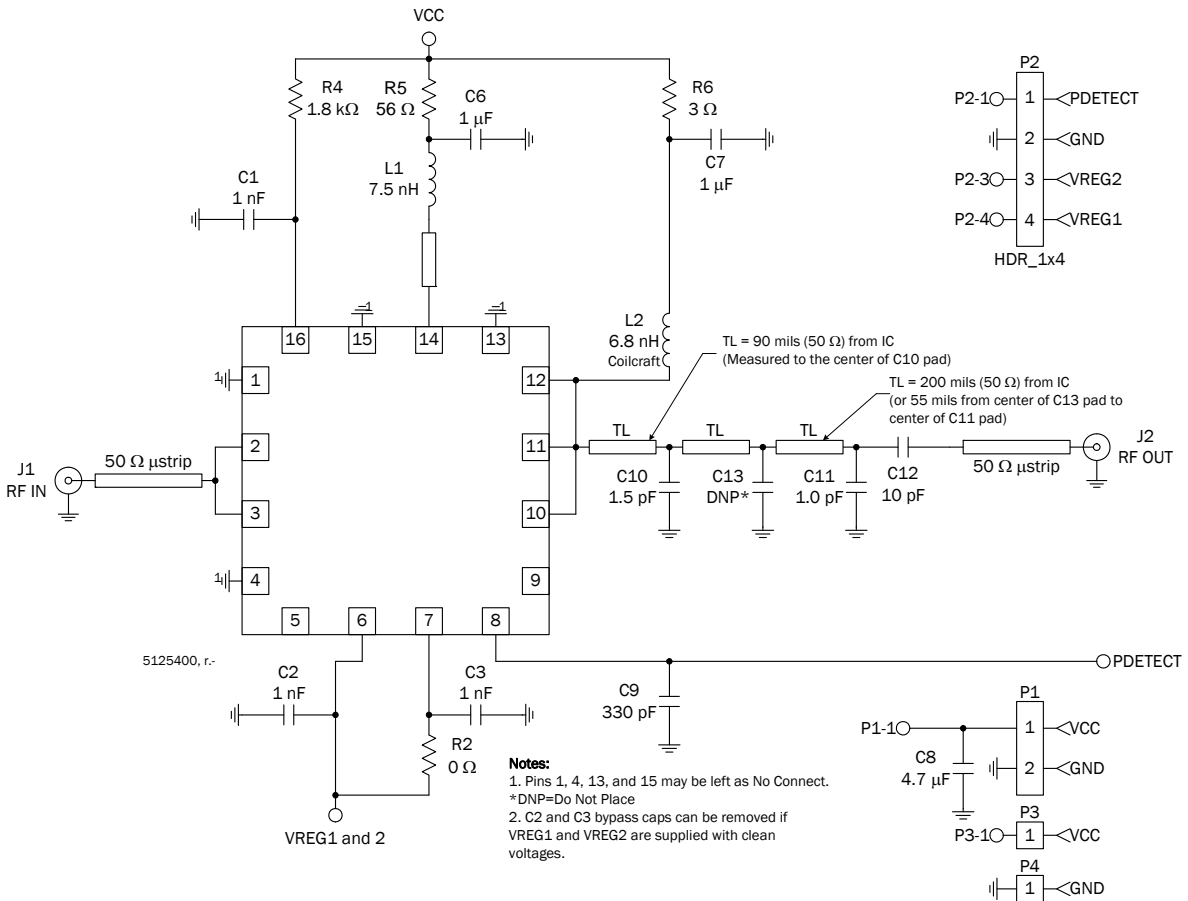 VCC
R4
1.8 kΩ
R5
56 Ω
C6
1 µF
R6
3 Ω
C7
1 µF
L1
7.5 nH
C1
1 nF
P2
P2-1
1
PDETECT
2
GND
P2-3
3
VREG2
P2-4
4
VREG1
HDR_1x4
1
1
16
15
14
13
L2
6.8 nH
Coilcraft
TL = 90 mils (50 Ω) from IC
(Measured to the center of C10 pad)
TL = 200 mils (50 Ω) from IC
(or 55 mils from center of C13 pad to
center of C11 pad)
1
1
12
2
11
3
10
1
4
9
J1
RF IN
50 Ω µstrip
TL
TL
TL
C10
1.5 pF
C13
DNP*
C11
1.0 pF
C12
10 pF
50 Ω µstrip
J2
RF OUT
5
6
7
8
5125400, r.-
PDETECT
C2
1 nF
C3
1 nF
C9
330 pF
R2
0 Ω
VREG1 and 2
Notes:
1. Pins 1, 4, 13, and 15 may be left as No Connect.
*DNP=Do Not Place
2. C2 and C3 bypass caps can be removed if
VREG1 and VREG2 are supplied with clean
voltages.
P1
P1-1
1
VCC
C8
4.7 µF
2
GND
P3
P3-1
1
VCC
P4
1
GND